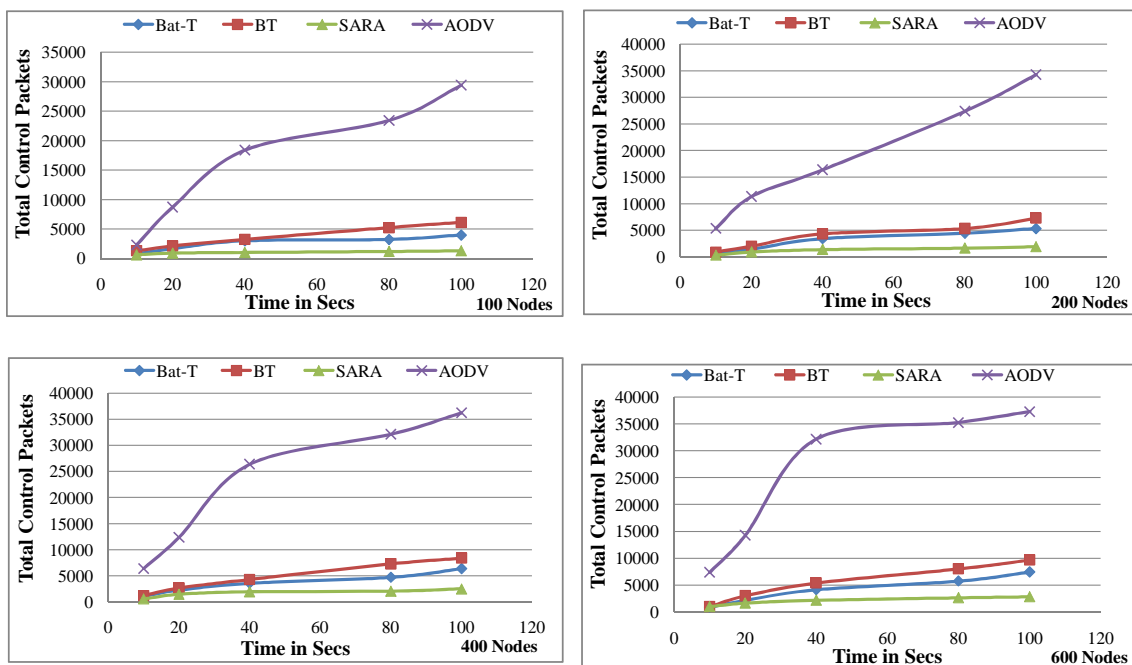 Bat-T BT SARA AODV
35000
30000
25000
20000
15000
10000
5000
0
Total Control Packets
0 20 40 60 80 100 120
Time in Secs
100 Nodes
Bat-T BT SARA AODV
40000
35000
30000
25000
20000
15000
10000
5000
0
Total Control Packets
0 20 40 60 80 100 120
Time in Secs
200 Nodes
Bat-T BT SARA AODV
40000
35000
30000
25000
20000
15000
10000
5000
0
Total Control Packets
0 20 40 60 80 100 120
Time in Secs
400 Nodes
Bat-T BT SARA AODV
40000
35000
30000
25000
20000
15000
10000
5000
0
Total Control Packets
0 20 40 60 80 100 120
Time in Secs
600 Nodes